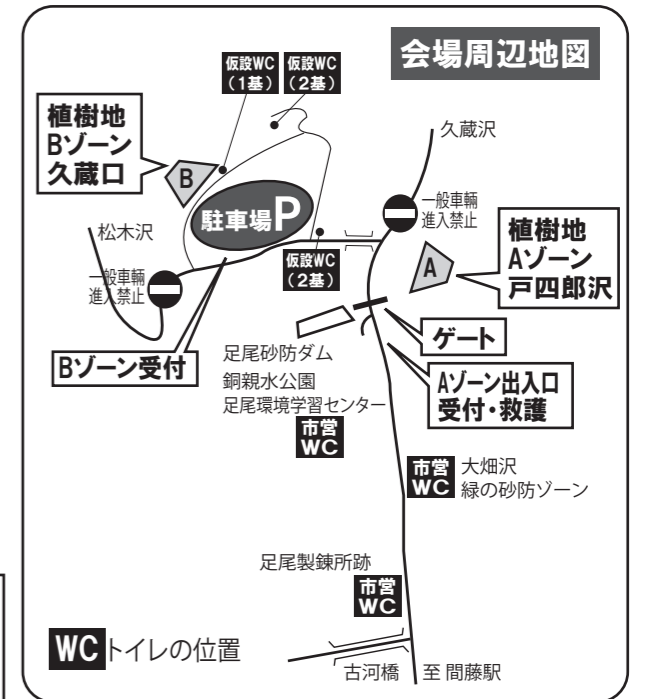 会場周辺地図
仮設WC
(1基)
仮設WC
(2基)
植樹地
Bゾーン
久蔵口
B
駐車場P
久蔵沢
一般車輌
進入禁止
植樹地
Aゾーン
戸四郎沢
A
松木沢
一般車輌
進入禁止
仮設WC
(2基)
Bゾーン受付
ゲート
足尾砂防ダム
銅親水公園
足尾環境学習センター
市営
WC
Aゾーン出入口
受付・救護
市営
WC
大畑沢
緑の砂防ゾーン
足尾製錬所跡
市営
WC
WCトイレの位置
古河橋
至 間藤駅